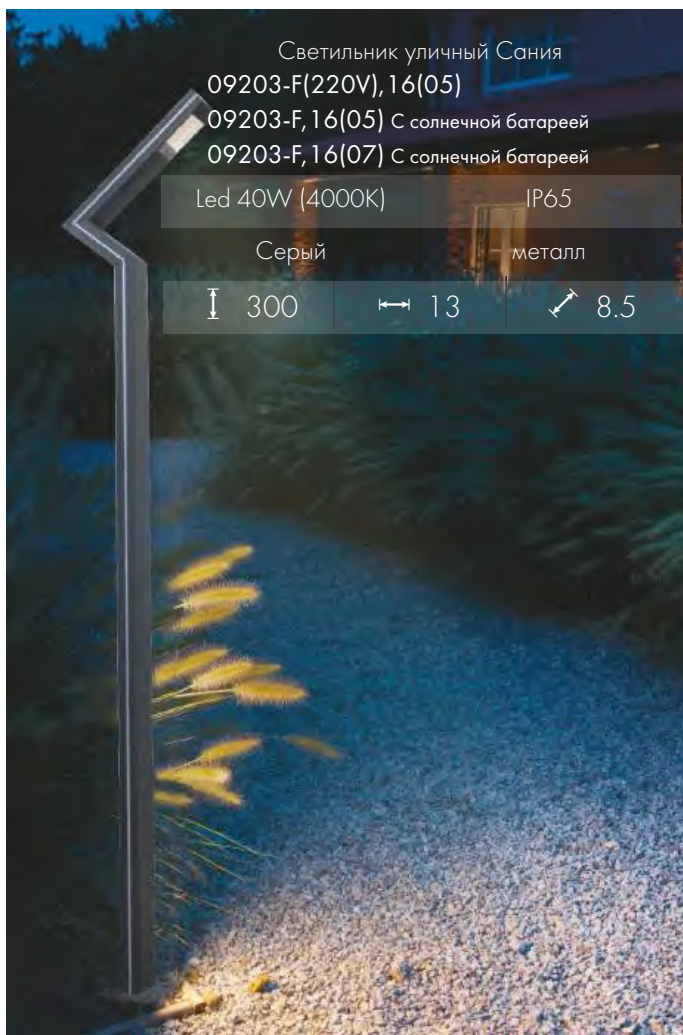 Светильник уличный Сания
09203-F(220V),16(05)
09203-F,16(05) С солнечной батареей
09203-F,16(07) С солнечной батареей
Led 40W (4000K) IP65
Серый металл
300 13 8.5